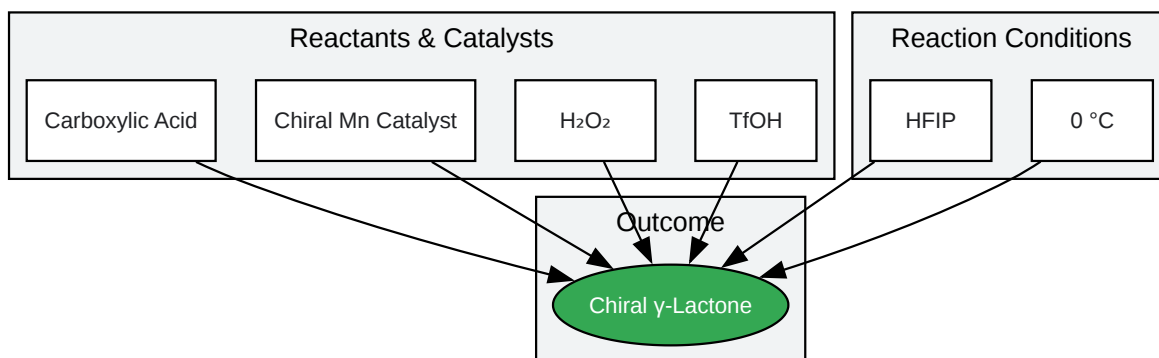 Reactants & Catalysts
Reaction Conditions
Carboxylic Acid
Chiral Mn Catalyst
H₂O₂
TfOH
HFIP
0 °C
Outcome
Chiral γ-Lactone